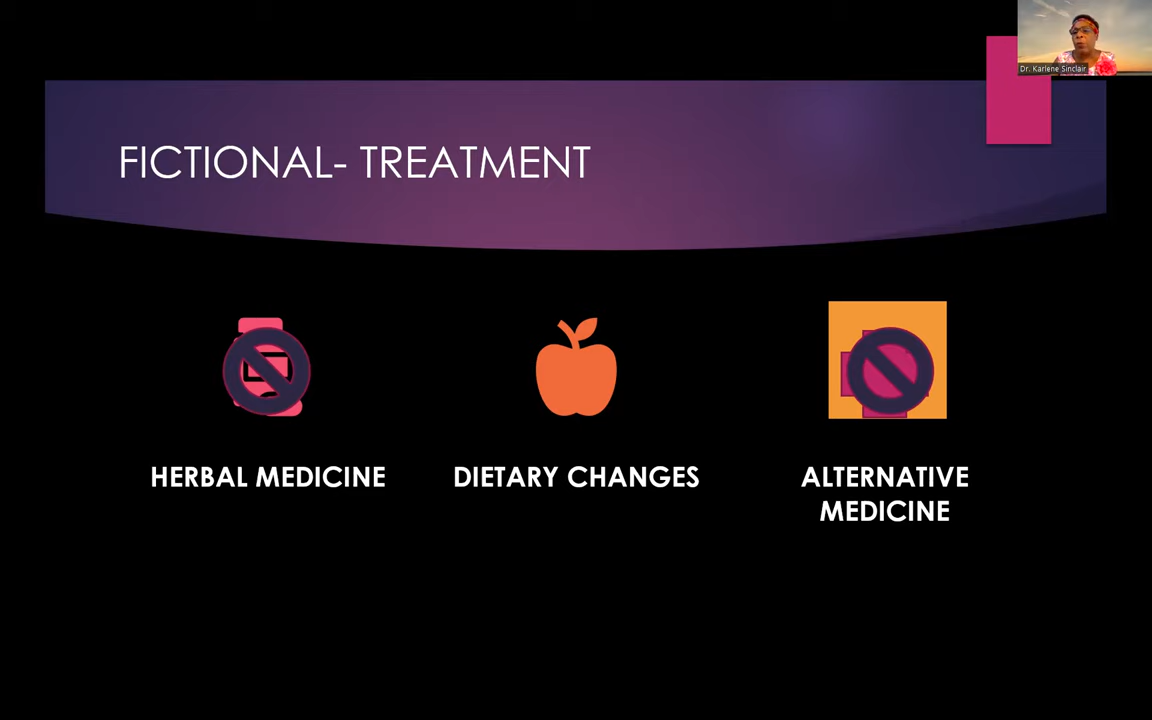 Dr. Karlene Sinclair
FICTIONAL- TREATMENT
HERBAL MEDICINE
DIETARY CHANGES
ALTERNATIVE
MEDICINE